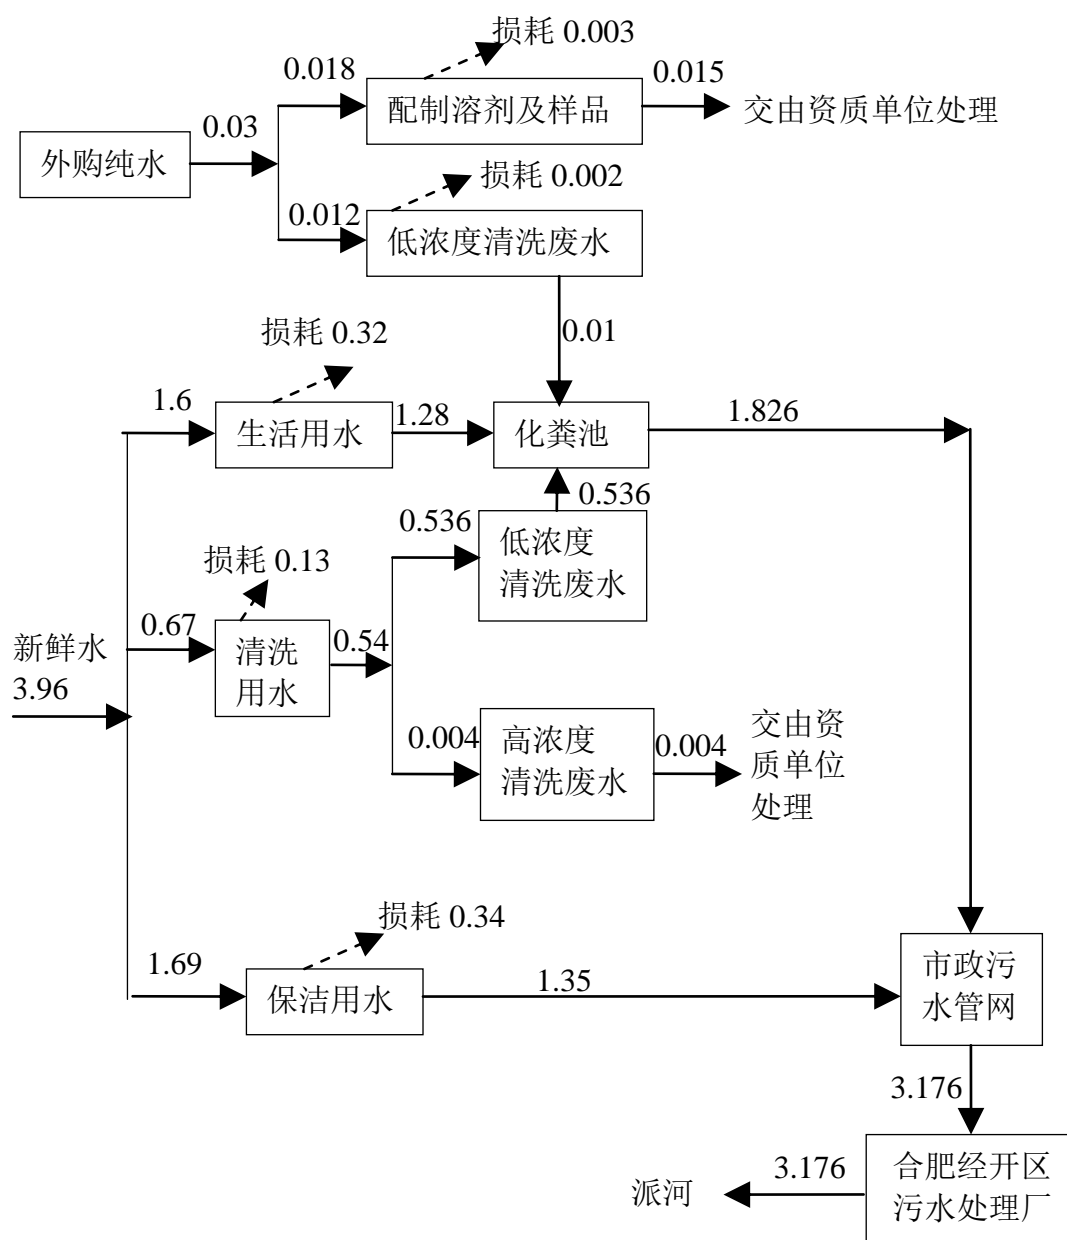 损耗 0.003
0.018
0.015
配制溶剂及样品
交由资质单位处理
0.03
外购纯水
损耗 0.002
0.012
低浓度清洗废水
0.01
损耗 0.32
1.6
生活用水
1.28
化粪池
1.826
0.536
0.536
低浓度
清洗废水
损耗 0.13
0.67
清洗
用水
0.54
新鲜水
3.96
0.004
高浓度
清洗废水
0.004
交由资
质单位
处理
损耗 0.34
1.69
保洁用水
1.35
市政污
水管网
3.176
合肥经开区
污水处理厂
3.176
派河